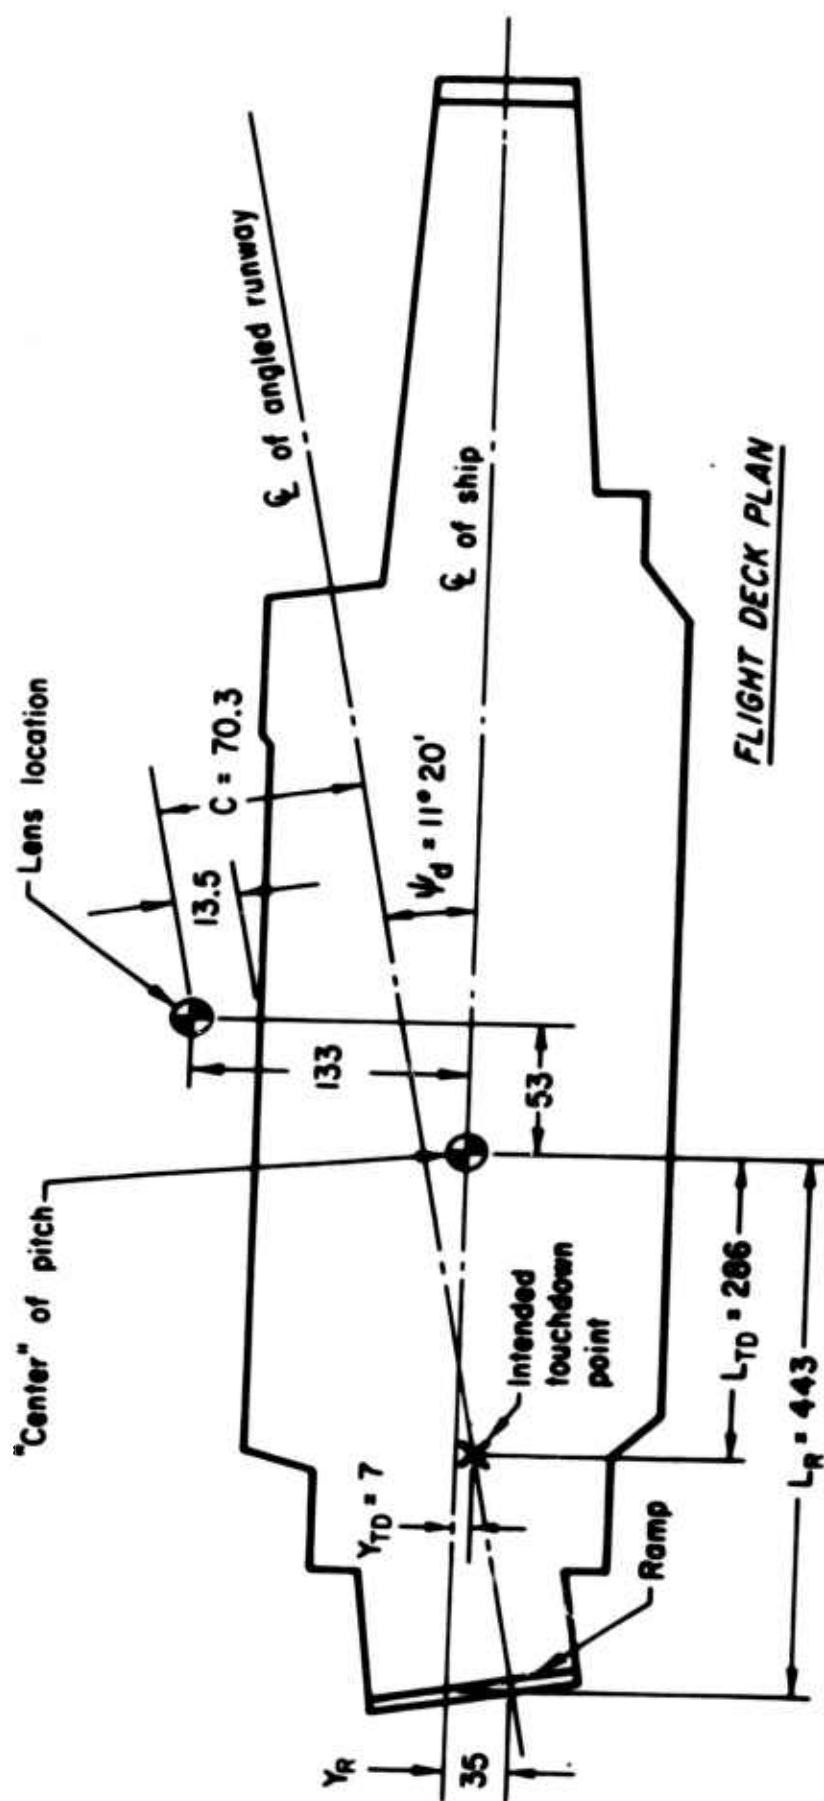 Lens location
C = 70.3
13.5
℄ of angled runway
133
ψd = 11° 20'
℄ of ship
"Center" of pitch
53
Intended
touchdown
point
YTD = 7
LTD = 286
LR = 443
Ramp
YR
35
FLIGHT DECK PLAN